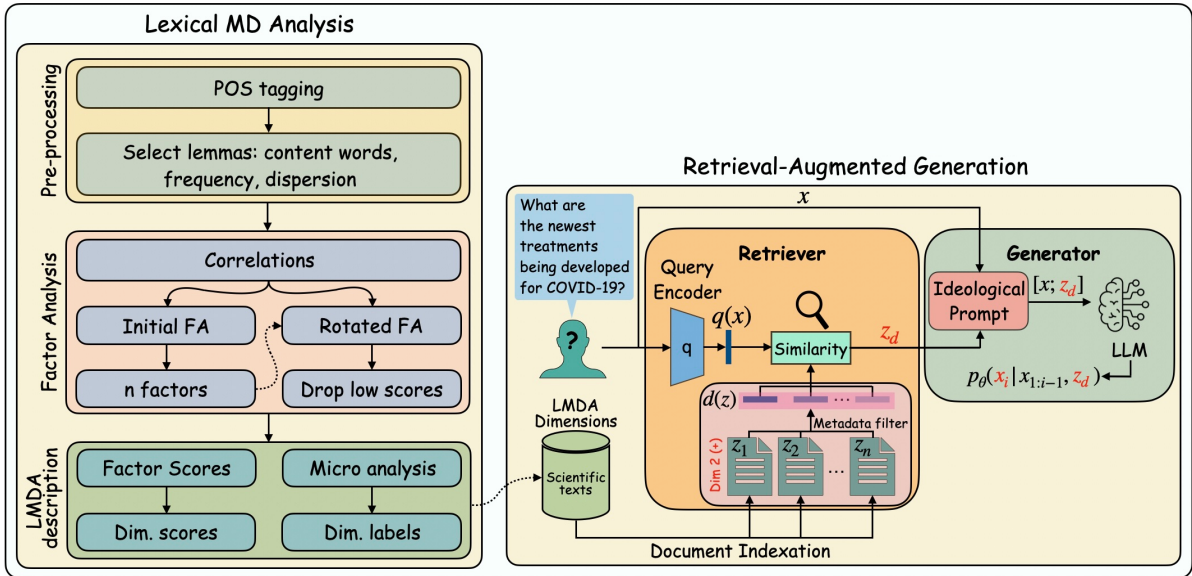 Lexical MD Analysis
Pre-processing
POS tagging
Select lemmas: content words,
frequency, dispersion
Factor Analysis
Correlations
Initial FA
Rotated FA
n factors
Drop low scores
LMDA
description
Factor Scores
Micro analysis
Dim. scores
Dim. labels
Retrieval-Augmented Generation
What are
the newest
treatments
being developed
for COVID-19?
?
x
Retriever
Query
Encoder
q
q(x)
Similarity
z_d
d(z)
...
Metadata filter
Dim 2 (+)
z_1
z_2
...
z_n
LMDA
Dimensions
Scientific
texts
Document Indexation
Generator
Ideological
Prompt
[x; z_d]
LLM
p_θ(x_i | x_{1:i−1}, z_d)